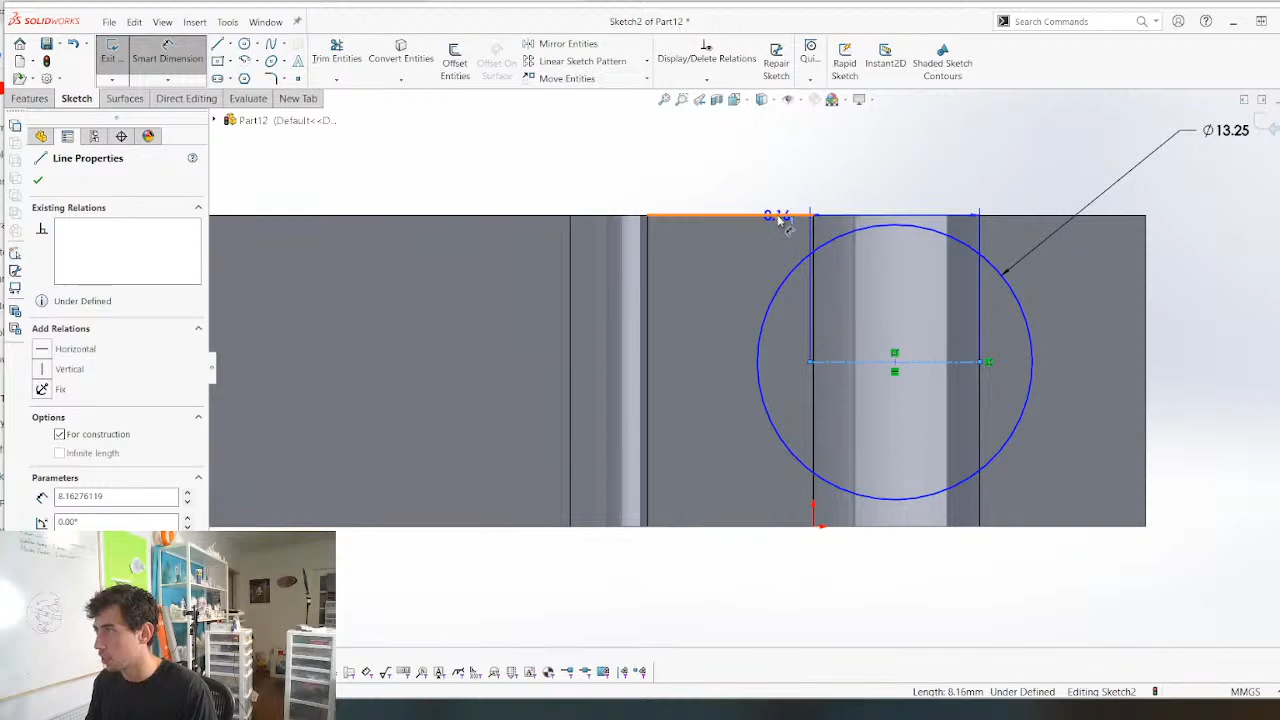 SOLIDWORKS
File Edit View Insert Tools Window
Sketch2 of Part12 *
Search Commands
Exit ...
Smart Dimension
Trim Entities
Convert Entities
Offset Entities
Offset On Surface
Mirror Entities
Linear Sketch Pattern
Move Entities
Display/Delete Relations
Repair Sketch
Qui...
Rapid Sketch
Instant2D
Shaded Sketch Contours
Features Sketch Surfaces Direct Editing Evaluate New Tab
Part12 (Default<<D...
Line Properties
Ø13.25
Existing Relations
8.16
Under Defined
Add Relations
Horizontal
Vertical
Fix
Options
For construction
Infinite length
Parameters
8.16276119
0.00°
Length: 8.16mm Under Defined Editing Sketch2 MMGS